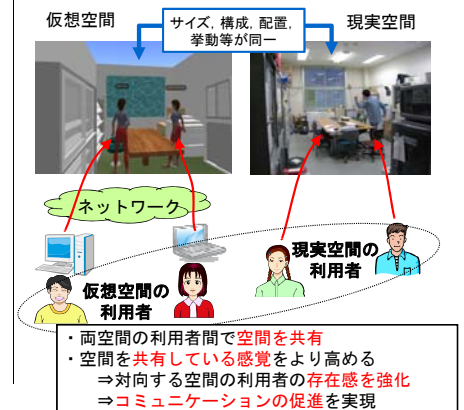 仮想空間
サイズ，構成，配置，
挙動等が同一
現実空間
ネットワーク
仮想空間の
利用者
現実空間の
利用者
・両空間の利用者間で空間を共有
・空間を共有している感覚をより高める
⇒対向する空間の利用者の存在感を強化
⇒コミュニケーションの促進を実現